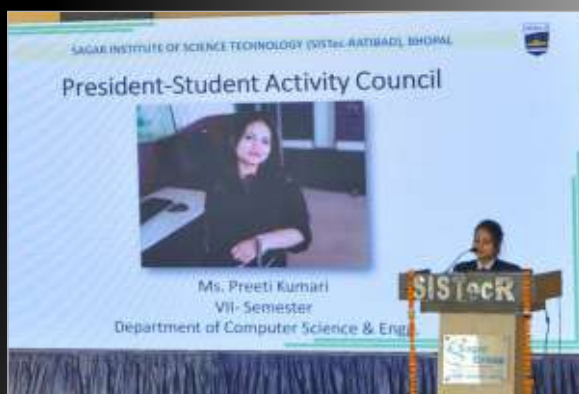 SAGAR INSTITUTE OF SCIENCE TECHNOLOGY (SISTec-RATIBAD), BHOPAL
President-Student Activity Council
Ms. Preeti Kumari
VII- Semester
Department of Computer Science & Engg.
SISTecR